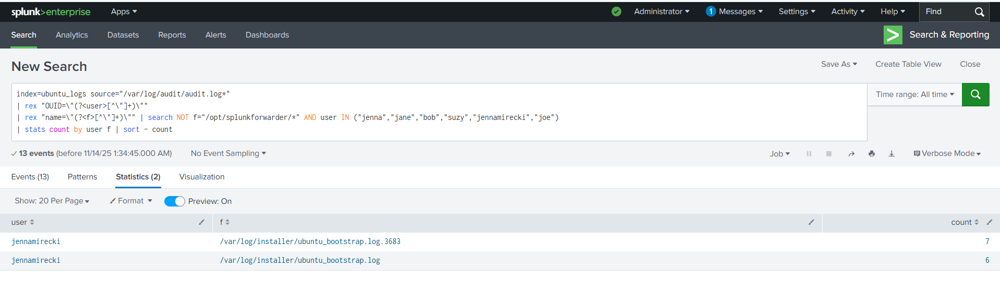 splunk>enterprise Apps Administrator 1 Messages Settings Activity Help Find
Search Analytics Datasets Reports Alerts Dashboards > Search & Reporting
New Search Save As Create Table View Close
index=ubuntu_logs source="/var/log/audit/audit.log*" Time range: All time
| rex "OUID=\"(?<user>[^\"]+)\""
| rex "name=\"(?<f>[^\"]+)\"" | search NOT f="/opt/splunkforwarder/*" AND user IN ("jenna","jane","bob","suzy","jennamirecki","joe")
| stats count by user f | sort - count
13 events (before 11/14/25 1:34:45.000 AM) No Event Sampling Job Verbose Mode
Events (13) Patterns Statistics (2) Visualization
Show: 20 Per Page Format Preview: On
user f count
jennamirecki /var/log/installer/ubuntu_bootstrap.log.3683 7
jennamirecki /var/log/installer/ubuntu_bootstrap.log 6